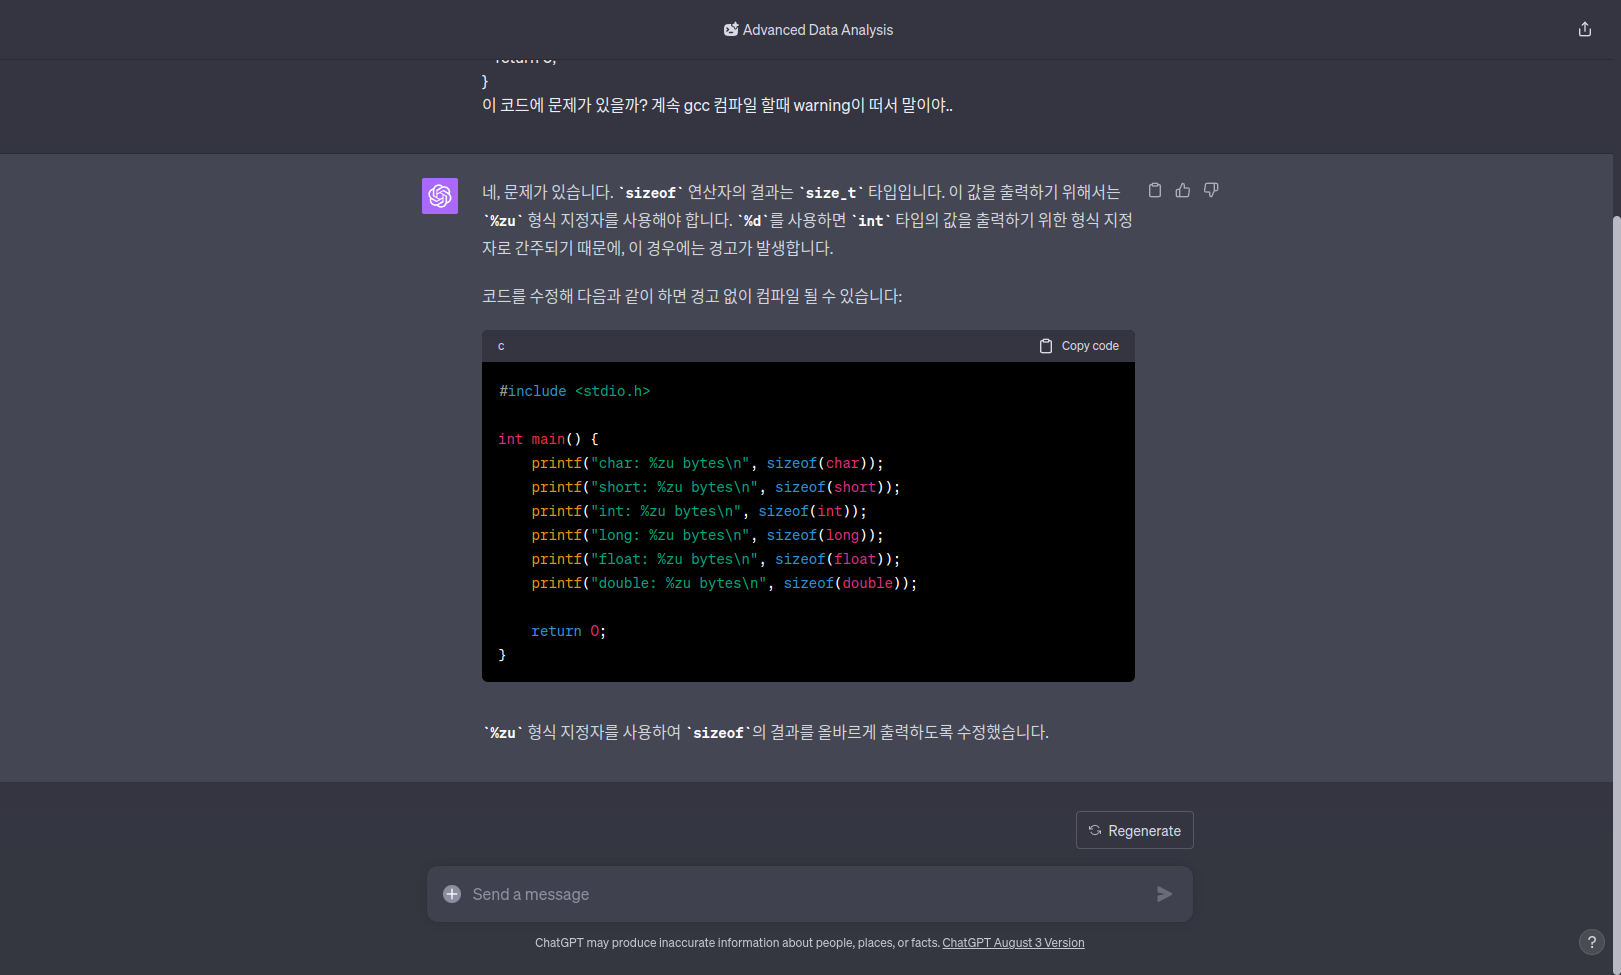 Advanced Data Analysis
return 0;
}
이 코드에 문제가 있을까? 계속 gcc 컴파일 할때 warning이 떠서 말이야..
네, 문제가 있습니다. `sizeof` 연산자의 결과는 `size_t` 타입입니다. 이 값을 출력하기 위해서는
`%zu` 형식 지정자를 사용해야 합니다. `%d`를 사용하면 `int` 타입의 값을 출력하기 위한 형식 지정
자로 간주되기 때문에, 이 경우에는 경고가 발생합니다.
코드를 수정해 다음과 같이 하면 경고 없이 컴파일 될 수 있습니다:
c
Copy code
#include <stdio.h>
int main() {
printf("char: %zu bytes\n", sizeof(char));
printf("short: %zu bytes\n", sizeof(short));
printf("int: %zu bytes\n", sizeof(int));
printf("long: %zu bytes\n", sizeof(long));
printf("float: %zu bytes\n", sizeof(float));
printf("double: %zu bytes\n", sizeof(double));
return 0;
}
`%zu` 형식 지정자를 사용하여 `sizeof`의 결과를 올바르게 출력하도록 수정했습니다.
Regenerate
Send a message
ChatGPT may produce inaccurate information about people, places, or facts. ChatGPT August 3 Version
?